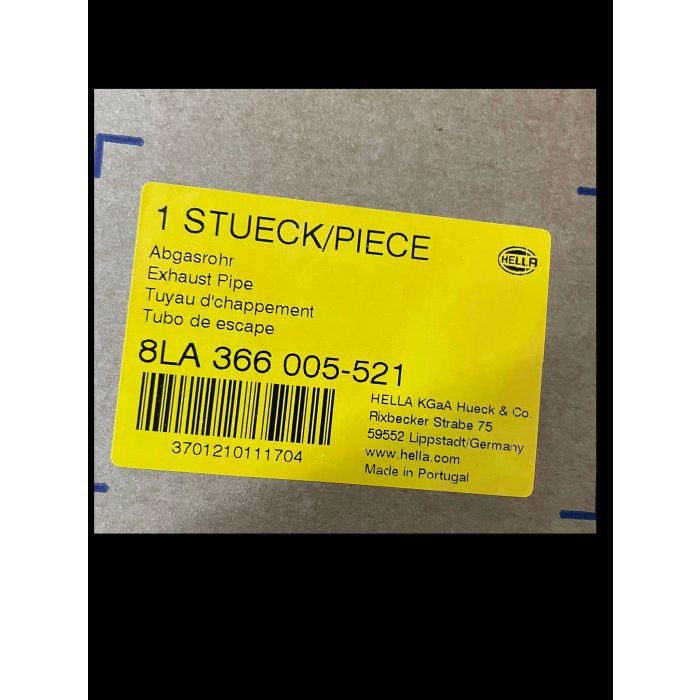 1 STUECK/PIECE
HELLA
Abgasrohr
Exhaust Pipe
Tuyau d'chappement
Tubo de escape
8LA 366 005-521
3701210111704
HELLA KGaA Hueck & Co.
Rixbecker Strabe 75
59552 Lippstadt/Germany
www.hella.com
Made in Portugal